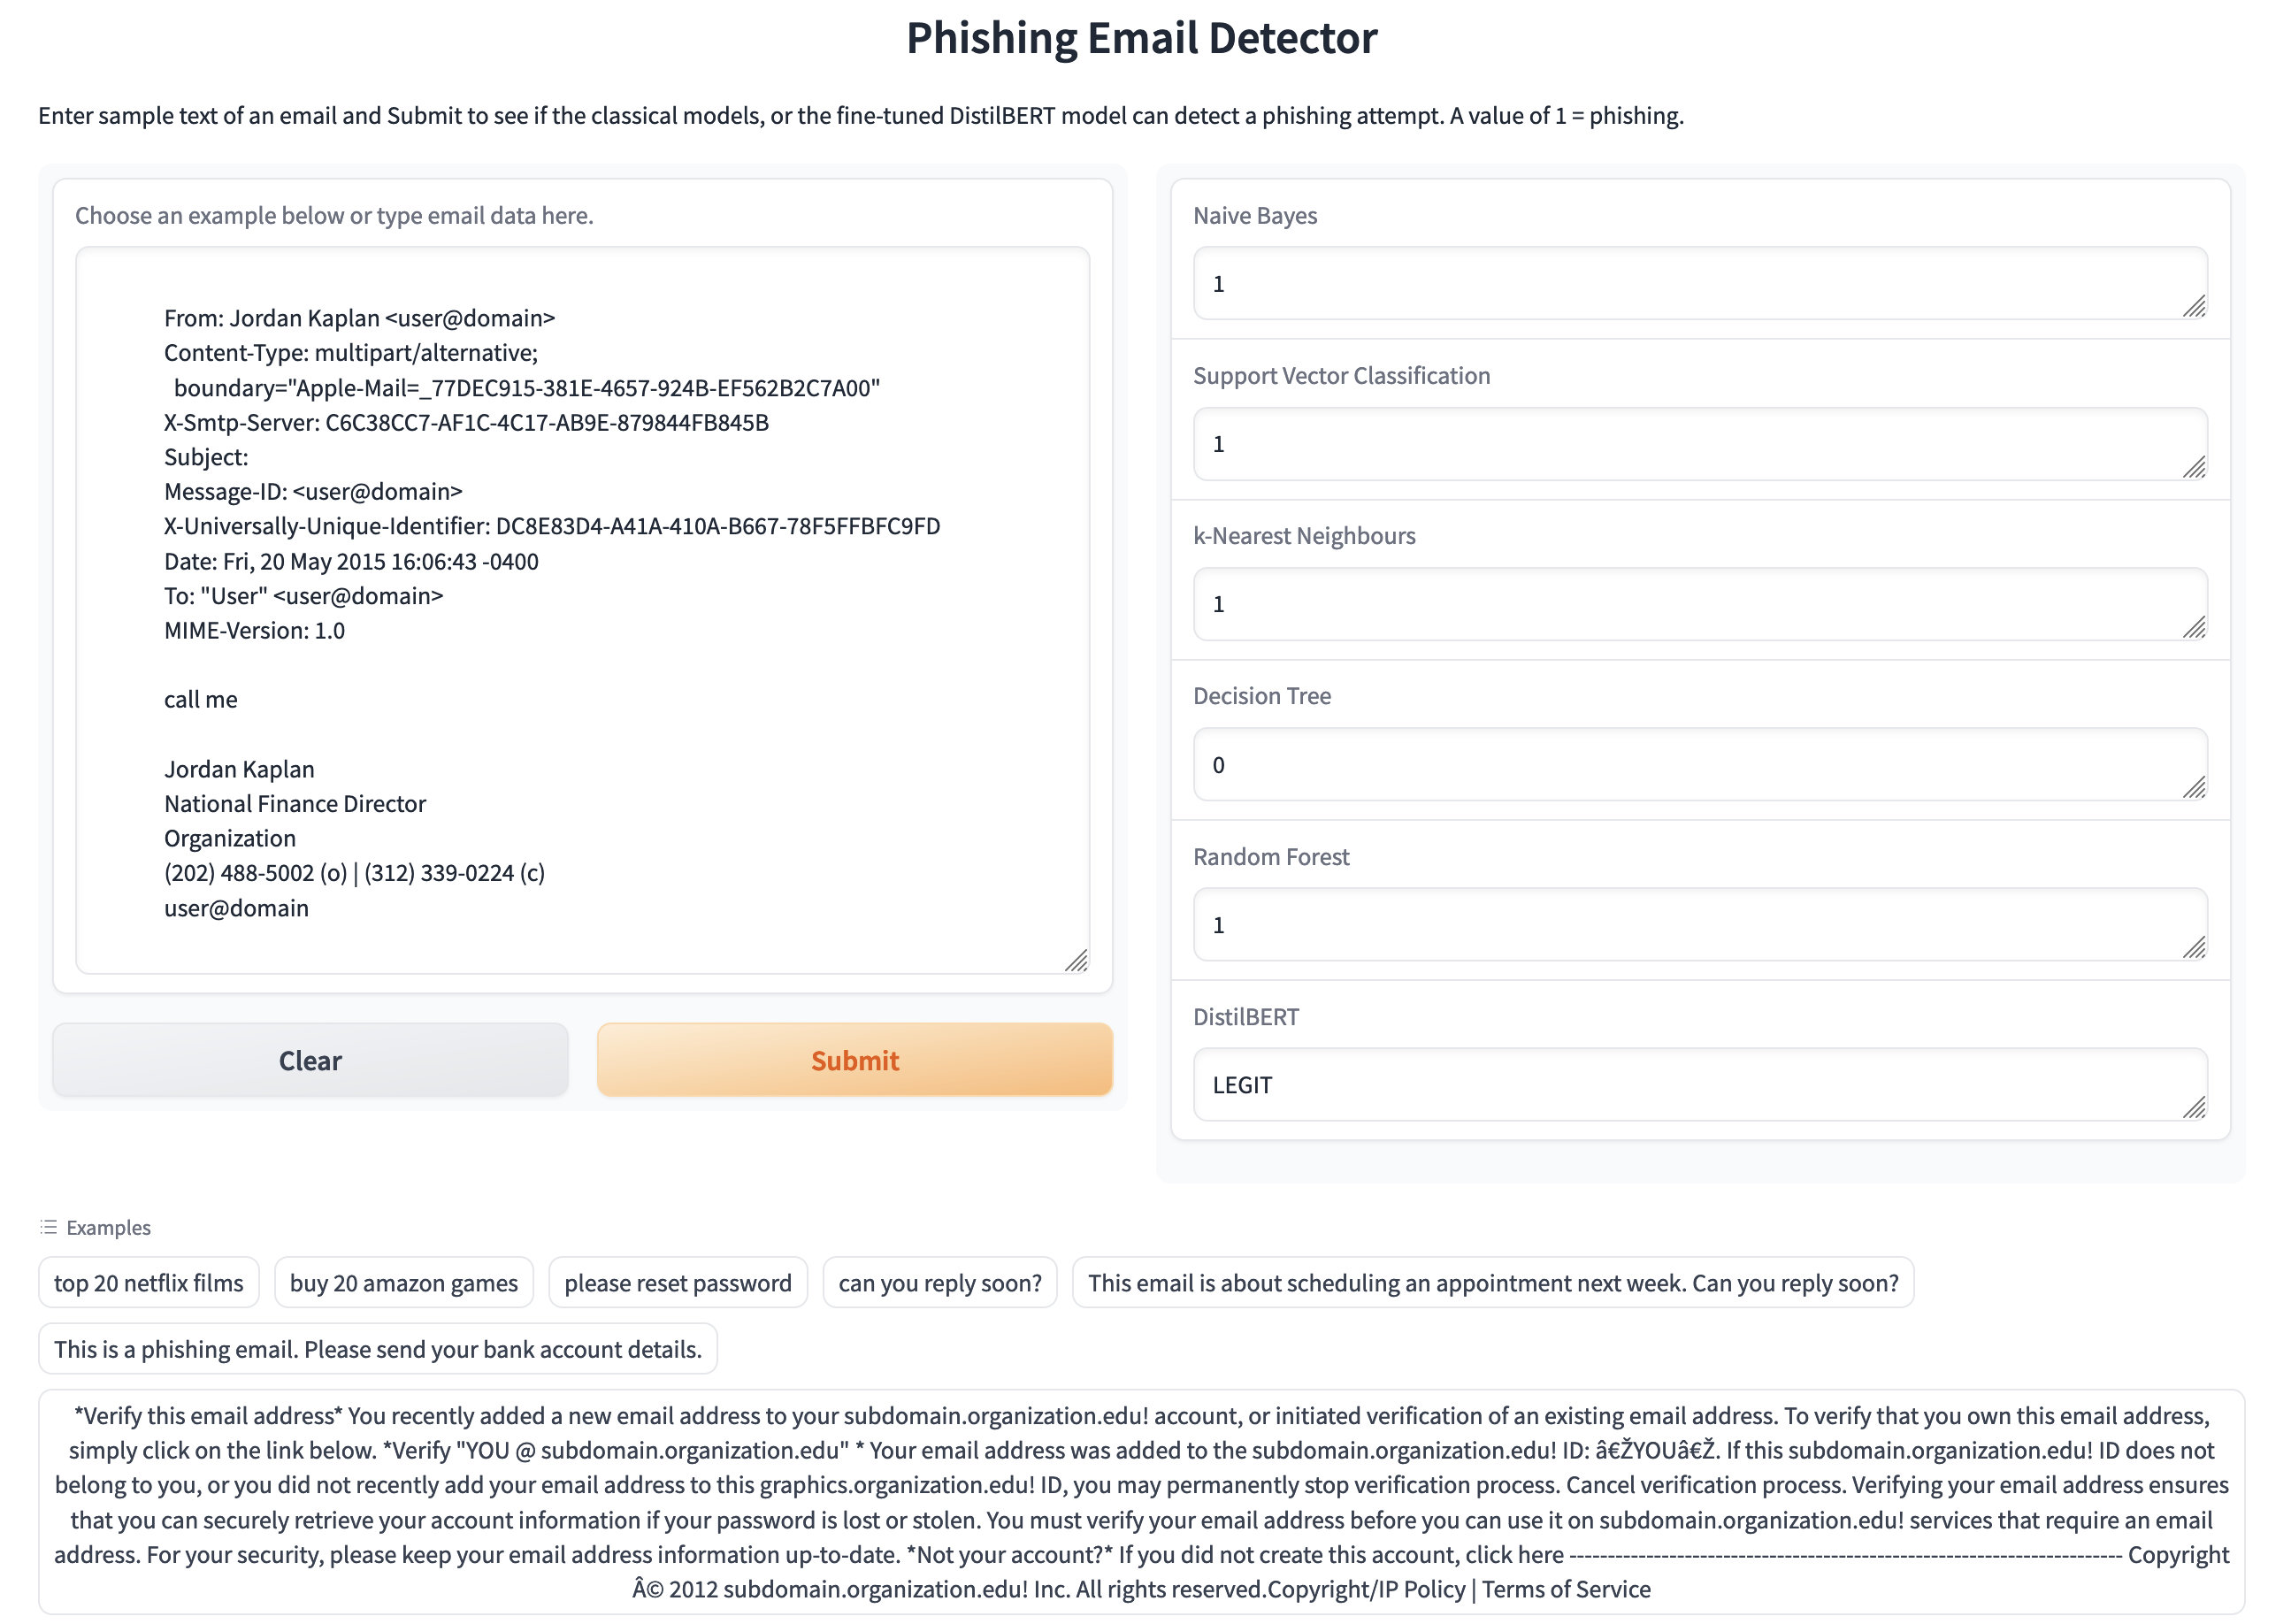 Phishing Email Detector
Enter sample text of an email and Submit to see if the classical models, or the fine-tuned DistilBERT model can detect a phishing attempt. A value of 1 = phishing.
Choose an example below or type email data here.
From: Jordan Kaplan <user@domain>
Content-Type: multipart/alternative;
boundary="Apple-Mail=_77DEC915-381E-4657-924B-EF562B2C7A00"
X-Smtp-Server: C6C38CC7-AF1C-4C17-AB9E-879844FB845B
Subject:
Message-ID: <user@domain>
X-Universally-Unique-Identifier: DC8E83D4-A41A-410A-B667-78F5FFBFC9FD
Date: Fri, 20 May 2015 16:06:43 -0400
To: "User" <user@domain>
MIME-Version: 1.0
call me
Jordan Kaplan
National Finance Director
Organization
(202) 488-5002 (o) | (312) 339-0224 (c)
user@domain
Clear
Submit
Naive Bayes
1
Support Vector Classification
1
k-Nearest Neighbours
1
Decision Tree
0
Random Forest
1
DistilBERT
LEGIT
Examples
top 20 netflix films
buy 20 amazon games
please reset password
can you reply soon?
This email is about scheduling an appointment next week. Can you reply soon?
This is a phishing email. Please send your bank account details.
*Verify this email address* You recently added a new email address to your subdomain.organization.edu! account, or initiated verification of an existing email address. To verify that you own this email address,
simply click on the link below. *Verify "YOU @ subdomain.organization.edu" * Your email address was added to the subdomain.organization.edu! ID: â€ŽYOUâ€Ž. If this subdomain.organization.edu! ID does not
belong to you, or you did not recently add your email address to this graphics.organization.edu! ID, you may permanently stop verification process. Cancel verification process. Verifying your email address ensures
that you can securely retrieve your account information if your password is lost or stolen. You must verify your email address before you can use it on subdomain.organization.edu! services that require an email
address. For your security, please keep your email address information up-to-date. *Not your account?* If you did not create this account, click here ------------------------------------------------------------------------ Copyright
Â© 2012 subdomain.organization.edu! Inc. All rights reserved.Copyright/IP Policy | Terms of Service